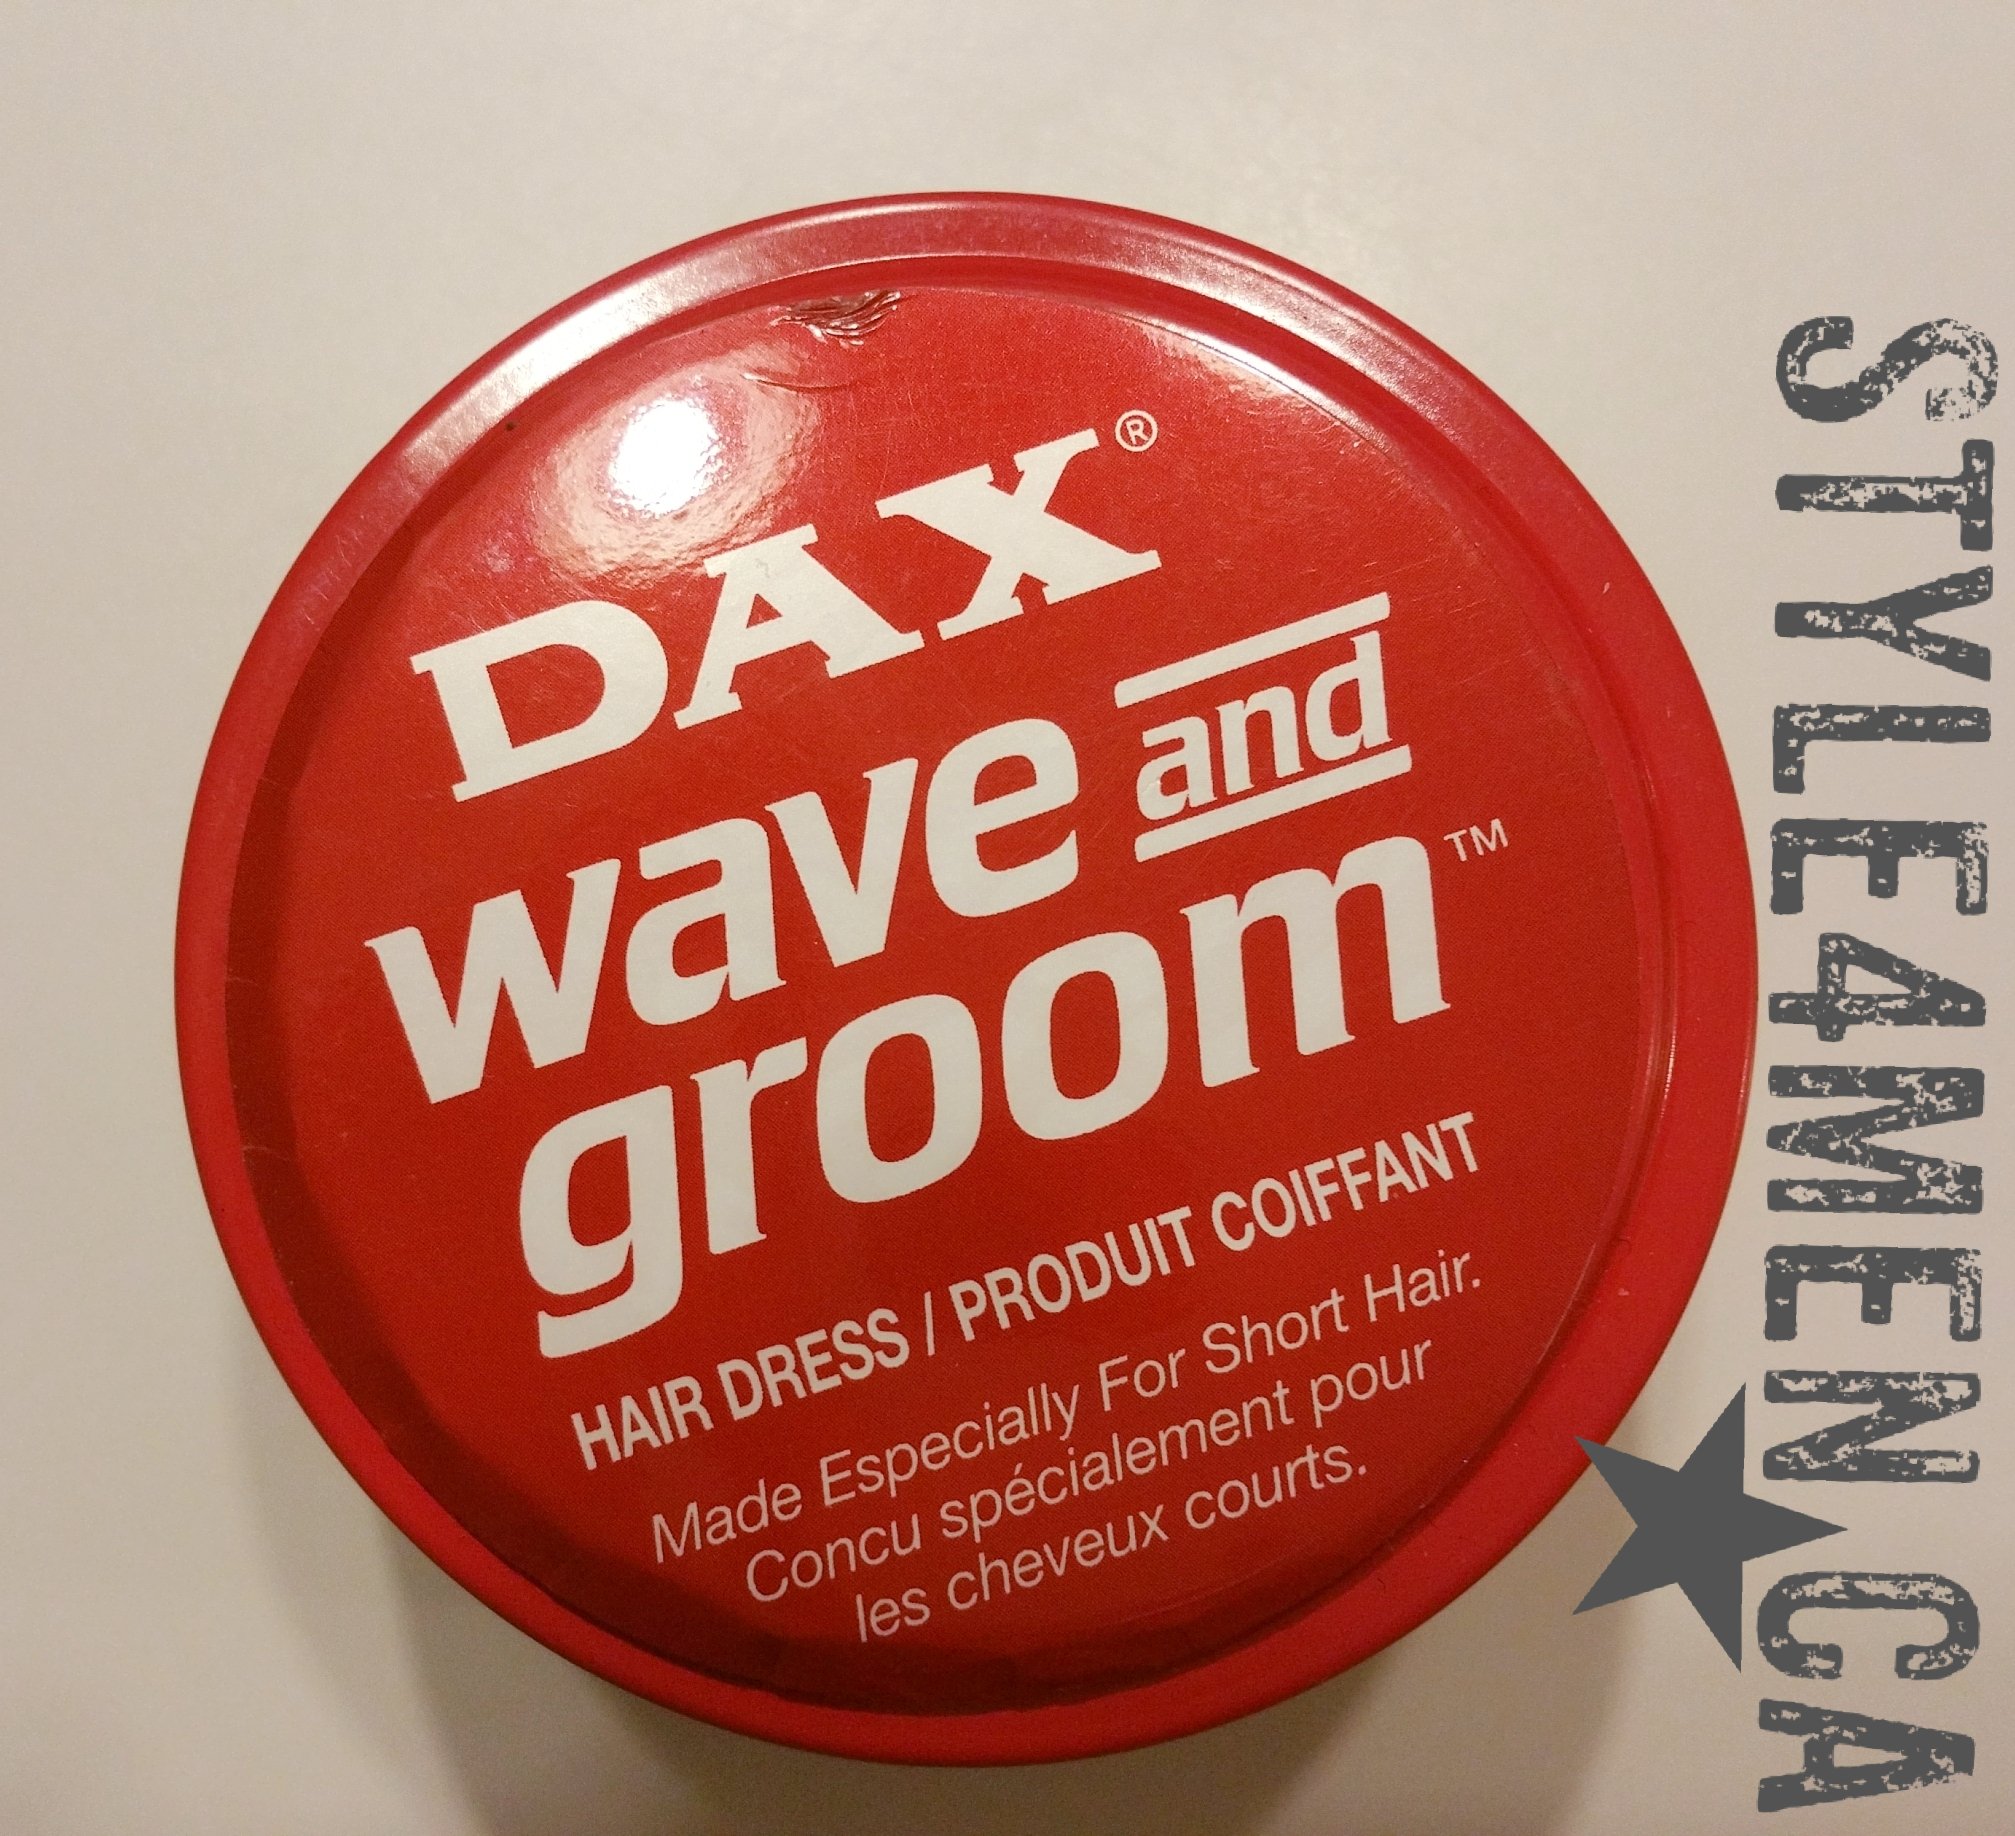 DAX®
wave and
groom™
HAIR DRESS / PRODUIT COIFFANT
Made Especially For Short Hair.
Concu spécialement pour
les cheveux courts.
STYLE4MEN★CA